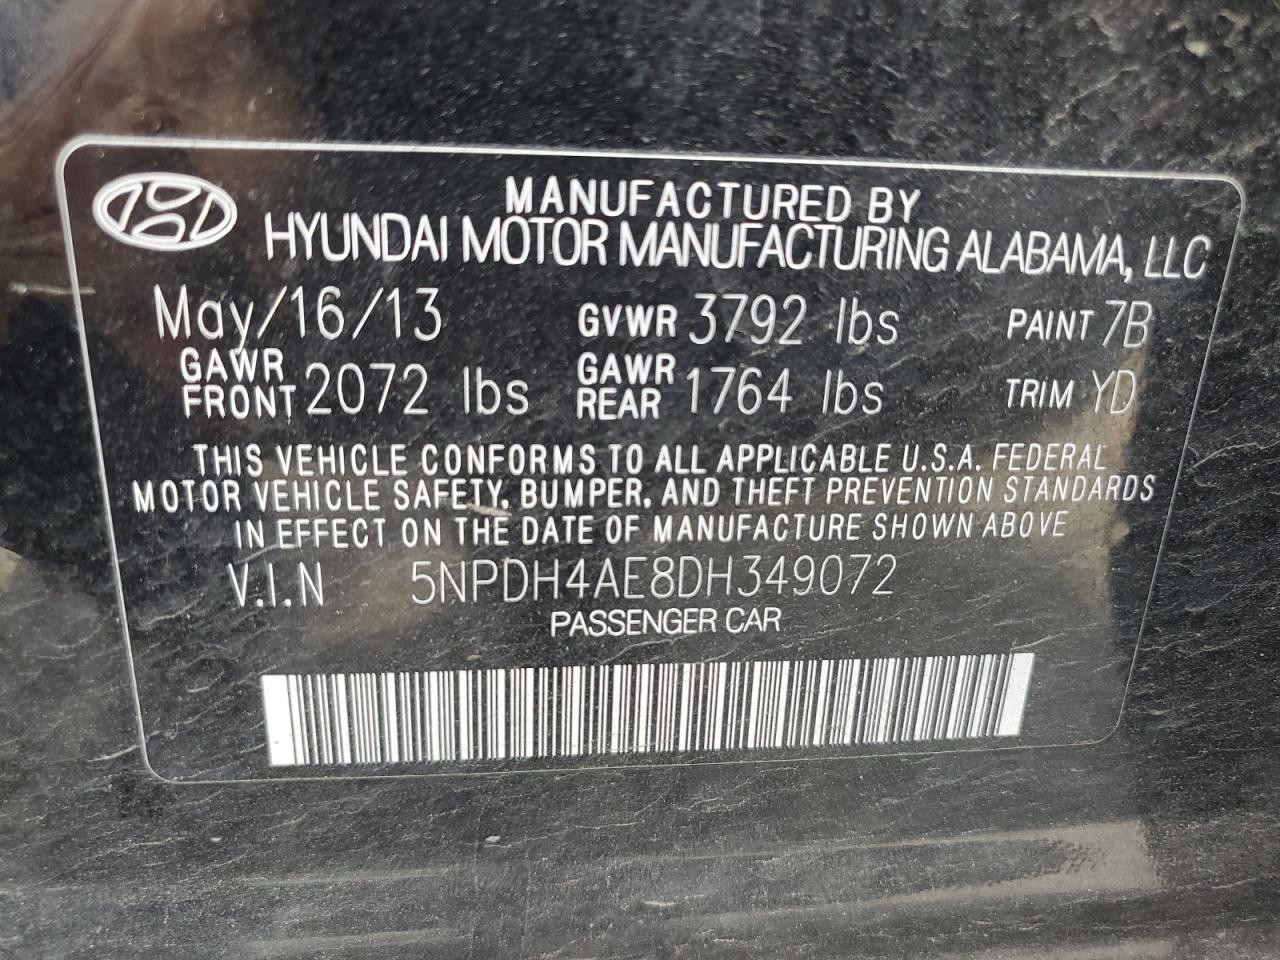 MANUFACTURED BY
HYUNDAI MOTOR MANUFACTURING ALABAMA, LLC
May/16/13 GVWR 3792 lbs PAINT 7B
GAWR FRONT 2072 lbs GAWR REAR 1764 lbs TRIM YD
THIS VEHICLE CONFORMS TO ALL APPLICABLE U.S.A. FEDERAL
MOTOR VEHICLE SAFETY, BUMPER, AND THEFT PREVENTION STANDARDS
IN EFFECT ON THE DATE OF MANUFACTURE SHOWN ABOVE
V.I.N 5NPDH4AE8DH349072
PASSENGER CAR